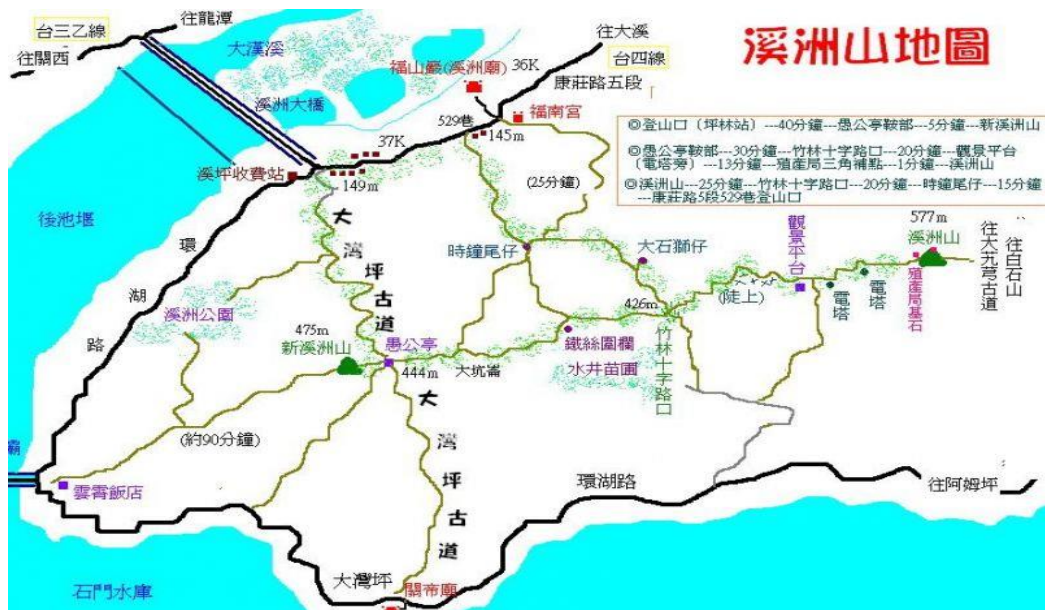 溪洲山地圖
往龍潭
台三乙線
往關西
大漢溪
往大溪
台四線
福山巖(溪洲廟)
36K
康莊路五段
溪洲大橋
529巷
福南宮
145m
37K
溪坪收費站
149m
(25分鐘)
◎登山口〔坪林站〕---40分鐘---愚公亭鞍部---5分鐘---新溪洲山
◎愚公亭鞍部---30分鐘---竹林十字路口---20分鐘---觀景平台
〔電塔旁〕---13分鐘---殖產局三角補點---1分鐘---溪洲山
◎溪洲山---25分鐘---竹林十字路口---20分鐘---時鐘尾仔---15分鐘
---康莊路5段529巷登山口
後池堰
環湖路
大灣坪古道
時鐘尾仔
大石獅仔
觀景平台
577m
溪洲山
往大艽芎古道
往白石山
(陡上)
電塔
電塔
殖產局基石
溪洲公園
475m
新溪洲山
愚公亭
444m
大坑崙
426m
鐵絲圍欄
水井苗圃
竹林十字路口
(約90分鐘)
大灣坪古道
壩
雲霄飯店
環湖路
往阿姆坪
大灣坪
關帝廟
石門水庫